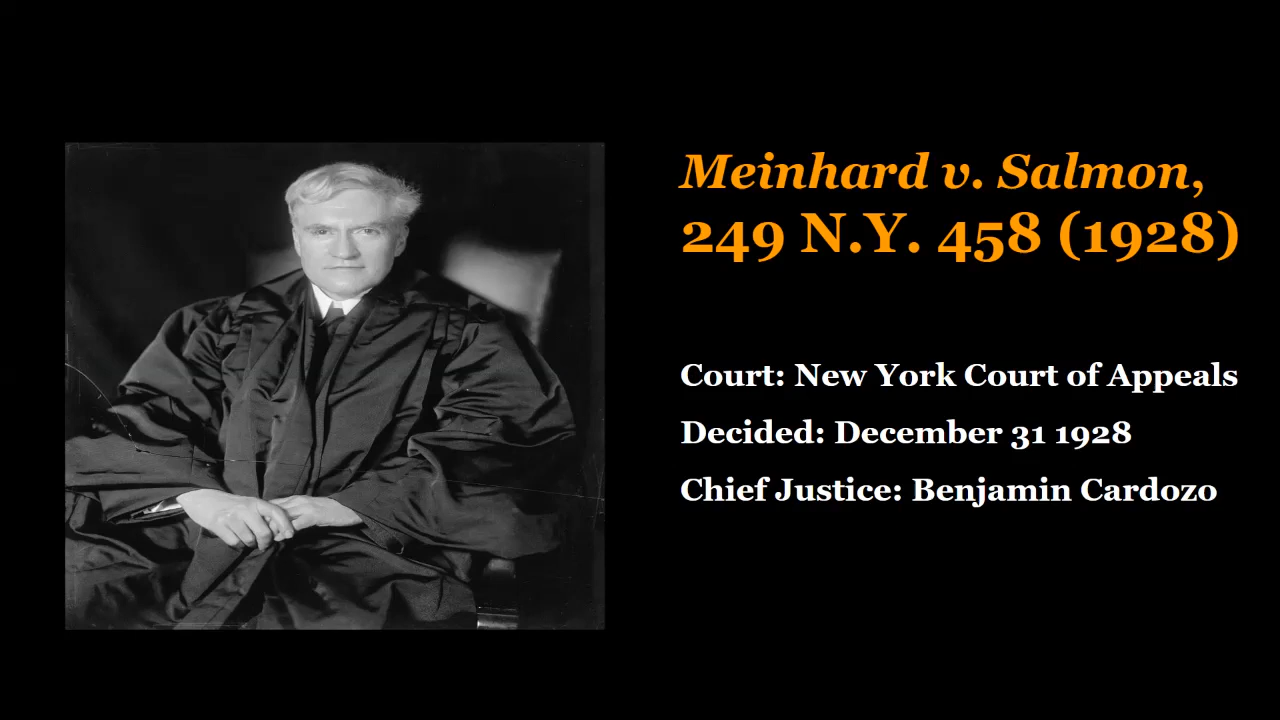 Meinhard v. Salmon,
249 N.Y. 458 (1928)
Court: New York Court of Appeals
Decided: December 31 1928
Chief Justice: Benjamin Cardozo